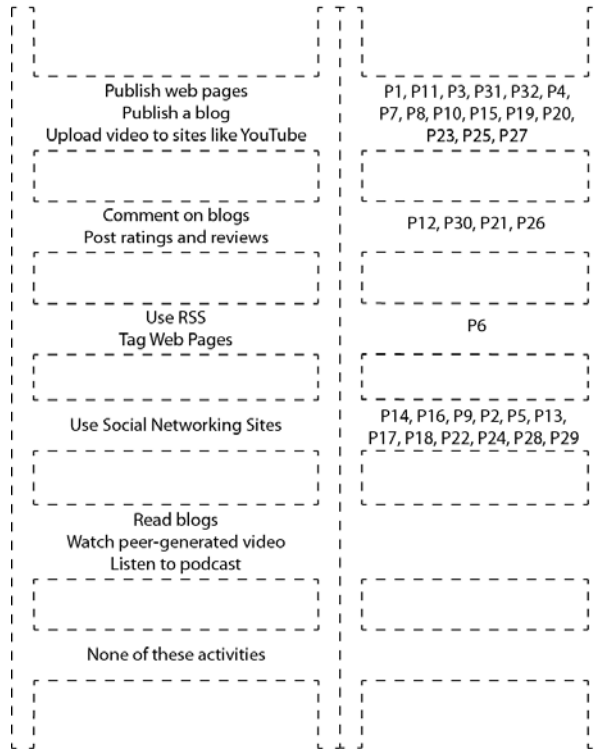 Publish web pages
Publish a blog
Upload video to sites like YouTube
P1, P11, P3, P31, P32, P4,
P7, P8, P10, P15, P19, P20,
P23, P25, P27
Comment on blogs
Post ratings and reviews
P12, P30, P21, P26
Use RSS
Tag Web Pages
P6
Use Social Networking Sites
P14, P16, P9, P2, P5, P13,
P17, P18, P22, P24, P28, P29
Read blogs
Watch peer-generated video
Listen to podcast
None of these activities